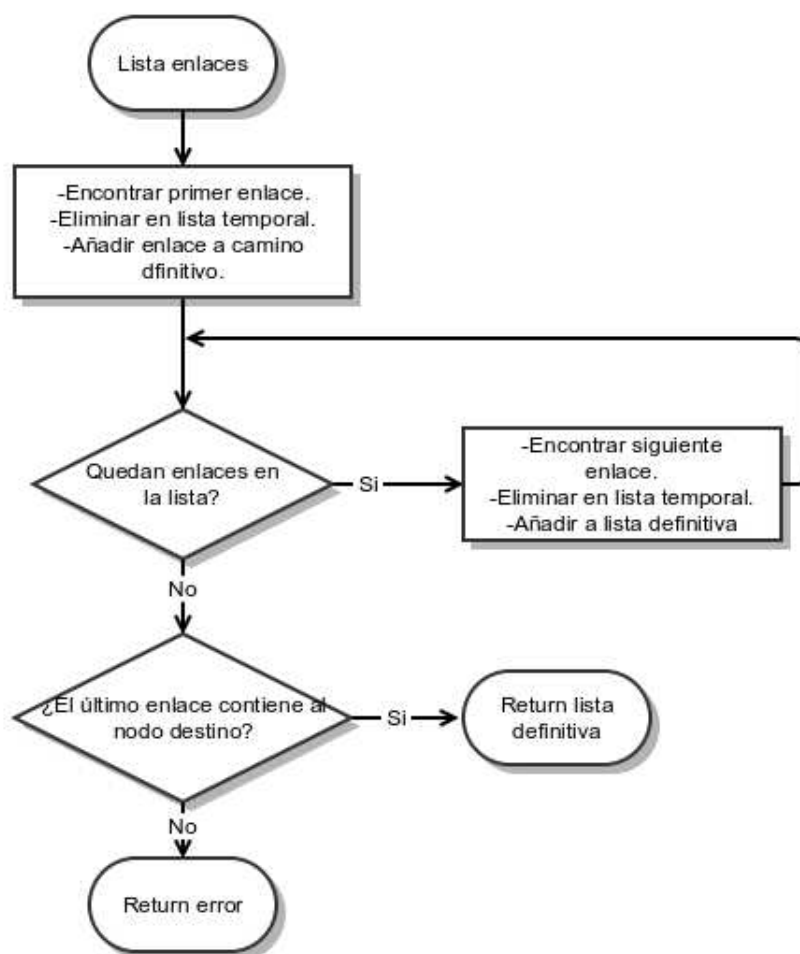 Lista enlaces
-Encontrar primer enlace.
-Eliminar en lista temporal.
-Añadir enlace a camino
dfinitivo.
Quedan enlaces en
la lista?
Si
-Encontrar siguiente
enlace.
-Eliminar en lista temporal.
-Añadir a lista definitiva
No
¿El último enlace contiene al
nodo destino?
Si
Return lista
definitiva
No
Return error